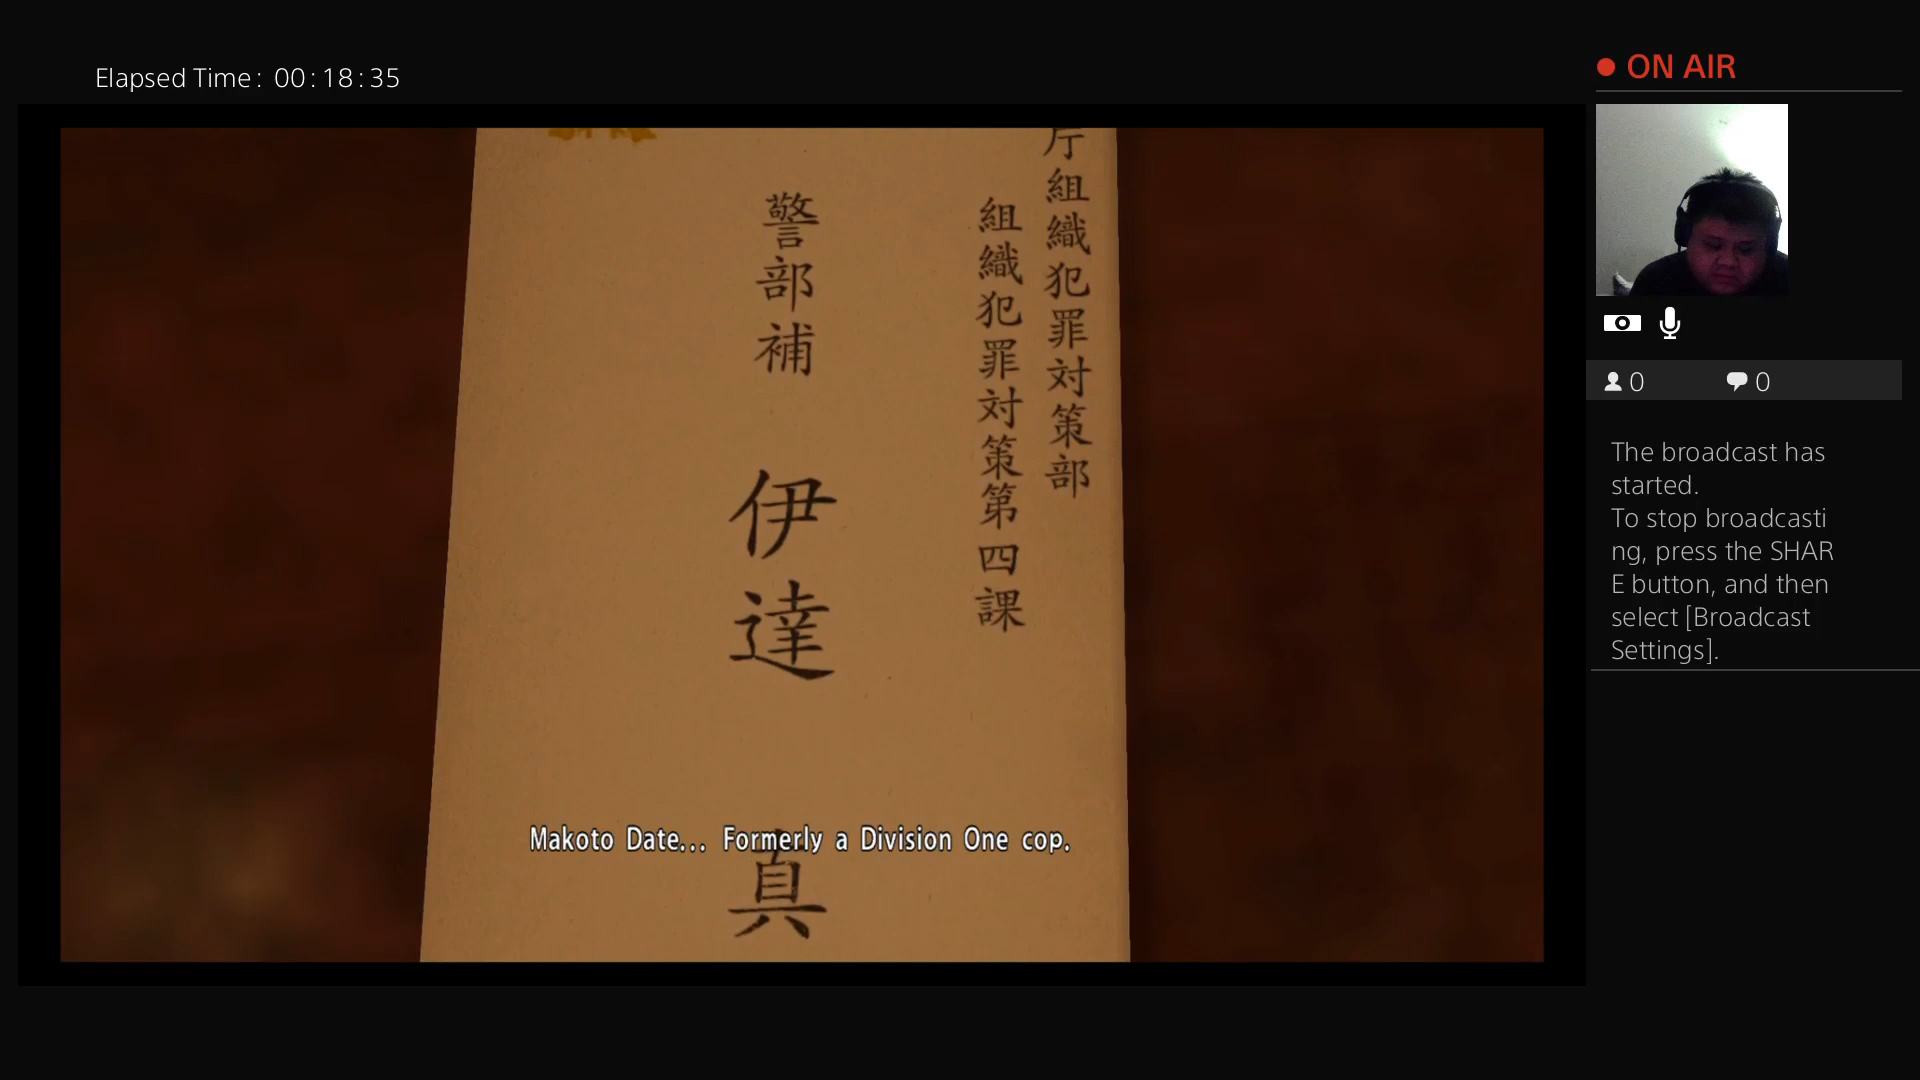 Elapsed Time: 00:18:35
ON AIR
庁組織犯罪対策部
組織犯罪対策第四課
警部補
伊達
真
Makoto Date... Formerly a Division One cop.
0
0
The broadcast has
started.
To stop broadcasti
ng, press the SHAR
E button, and then
select [Broadcast
Settings].